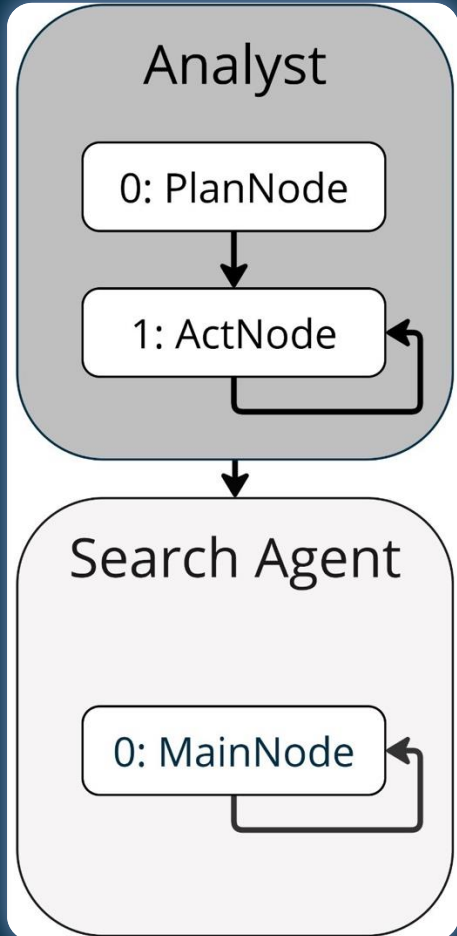 Analyst
0: PlanNode
1: ActNode
Search Agent
0: MainNode